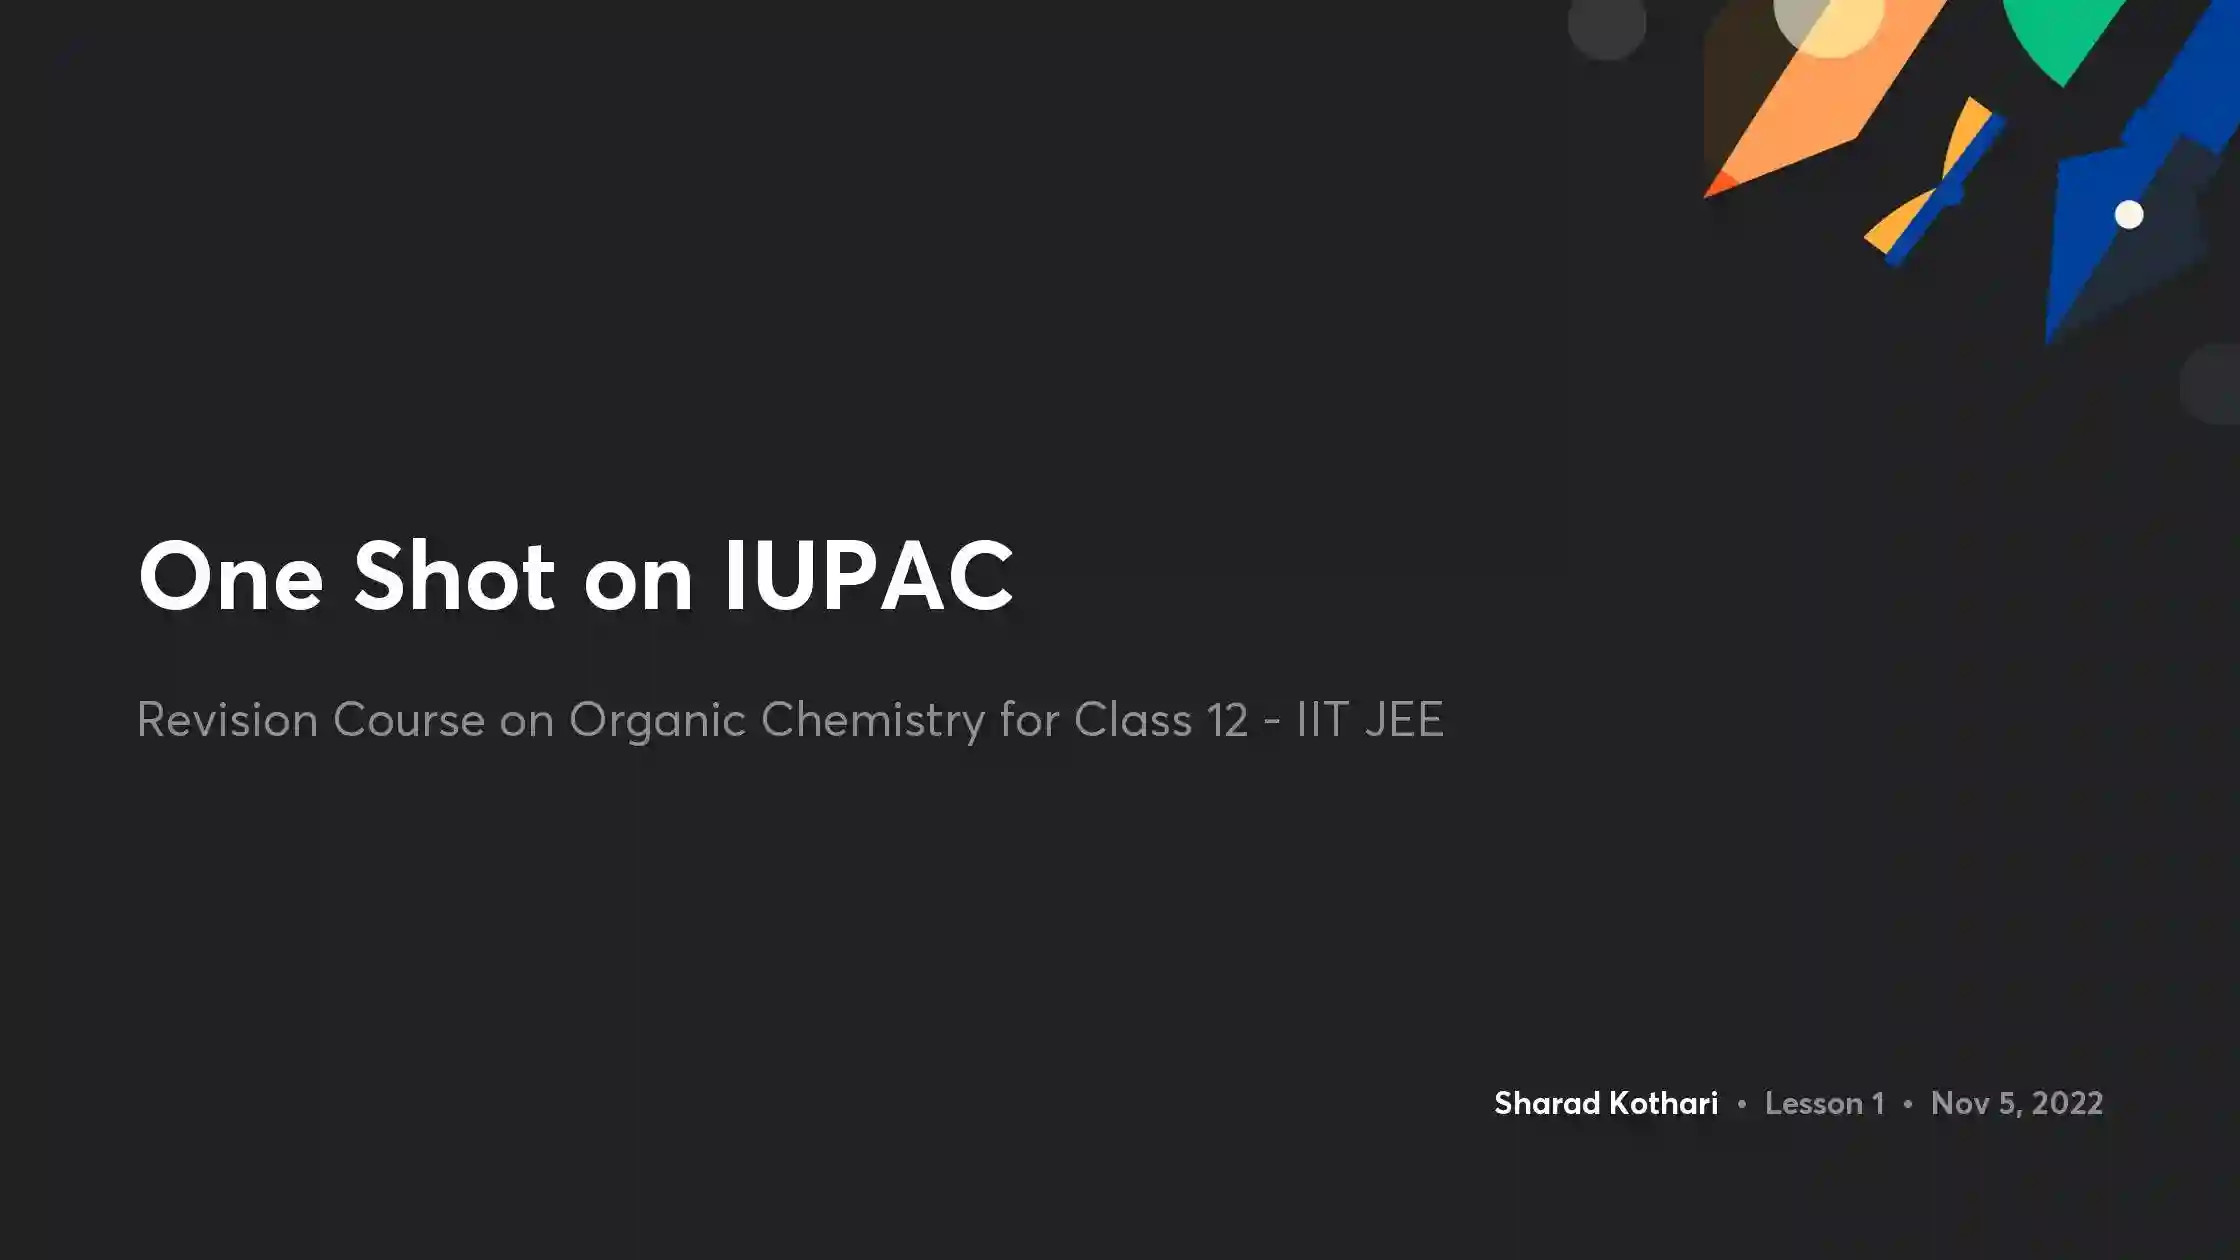 One Shot on IUPAC
Revision Course on Organic Chemistry for Class 12 - IIT JEE
Sharad Kothari • Lesson 1 • Nov 5, 2022